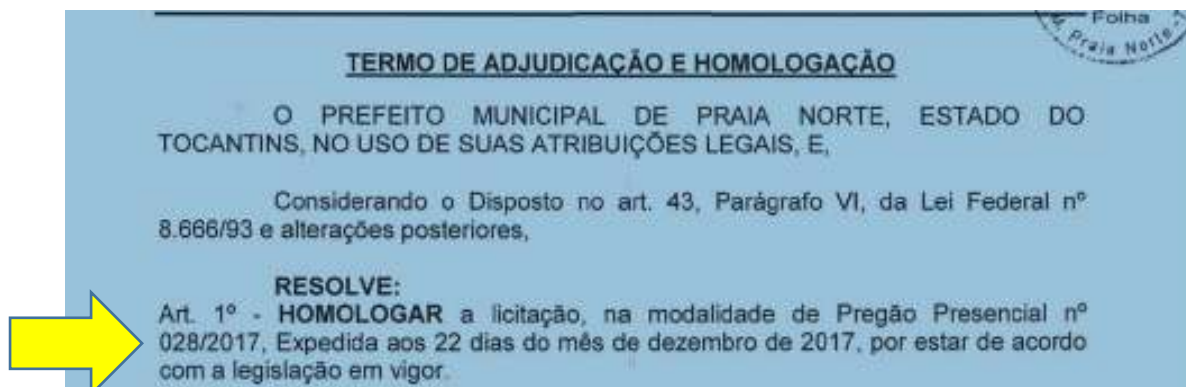 Folha
Praia Norte
TERMO DE ADJUDICAÇÃO E HOMOLOGAÇÃO
O PREFEITO MUNICIPAL DE PRAIA NORTE, ESTADO DO
TOCANTINS, NO USO DE SUAS ATRIBUIÇÕES LEGAIS, E,
Considerando o Disposto no art. 43, Parágrafo VI, da Lei Federal nº
8.666/93 e alterações posteriores,
RESOLVE:
Art. 1º - HOMOLOGAR a licitação, na modalidade de Pregão Presencial nº
028/2017, Expedida aos 22 dias do mês de dezembro de 2017, por estar de acordo
com a legislação em vigor.